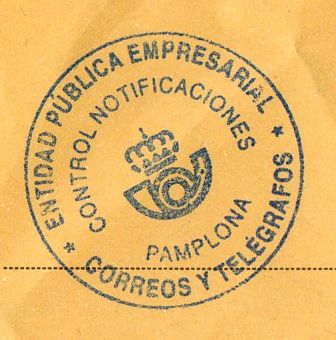 ★ ENTIDAD PÚBLICA EMPRESARIAL ★
CORREOS Y TELÉGRAFOS
CONTROL NOTIFICACIONES
PAMPLONA